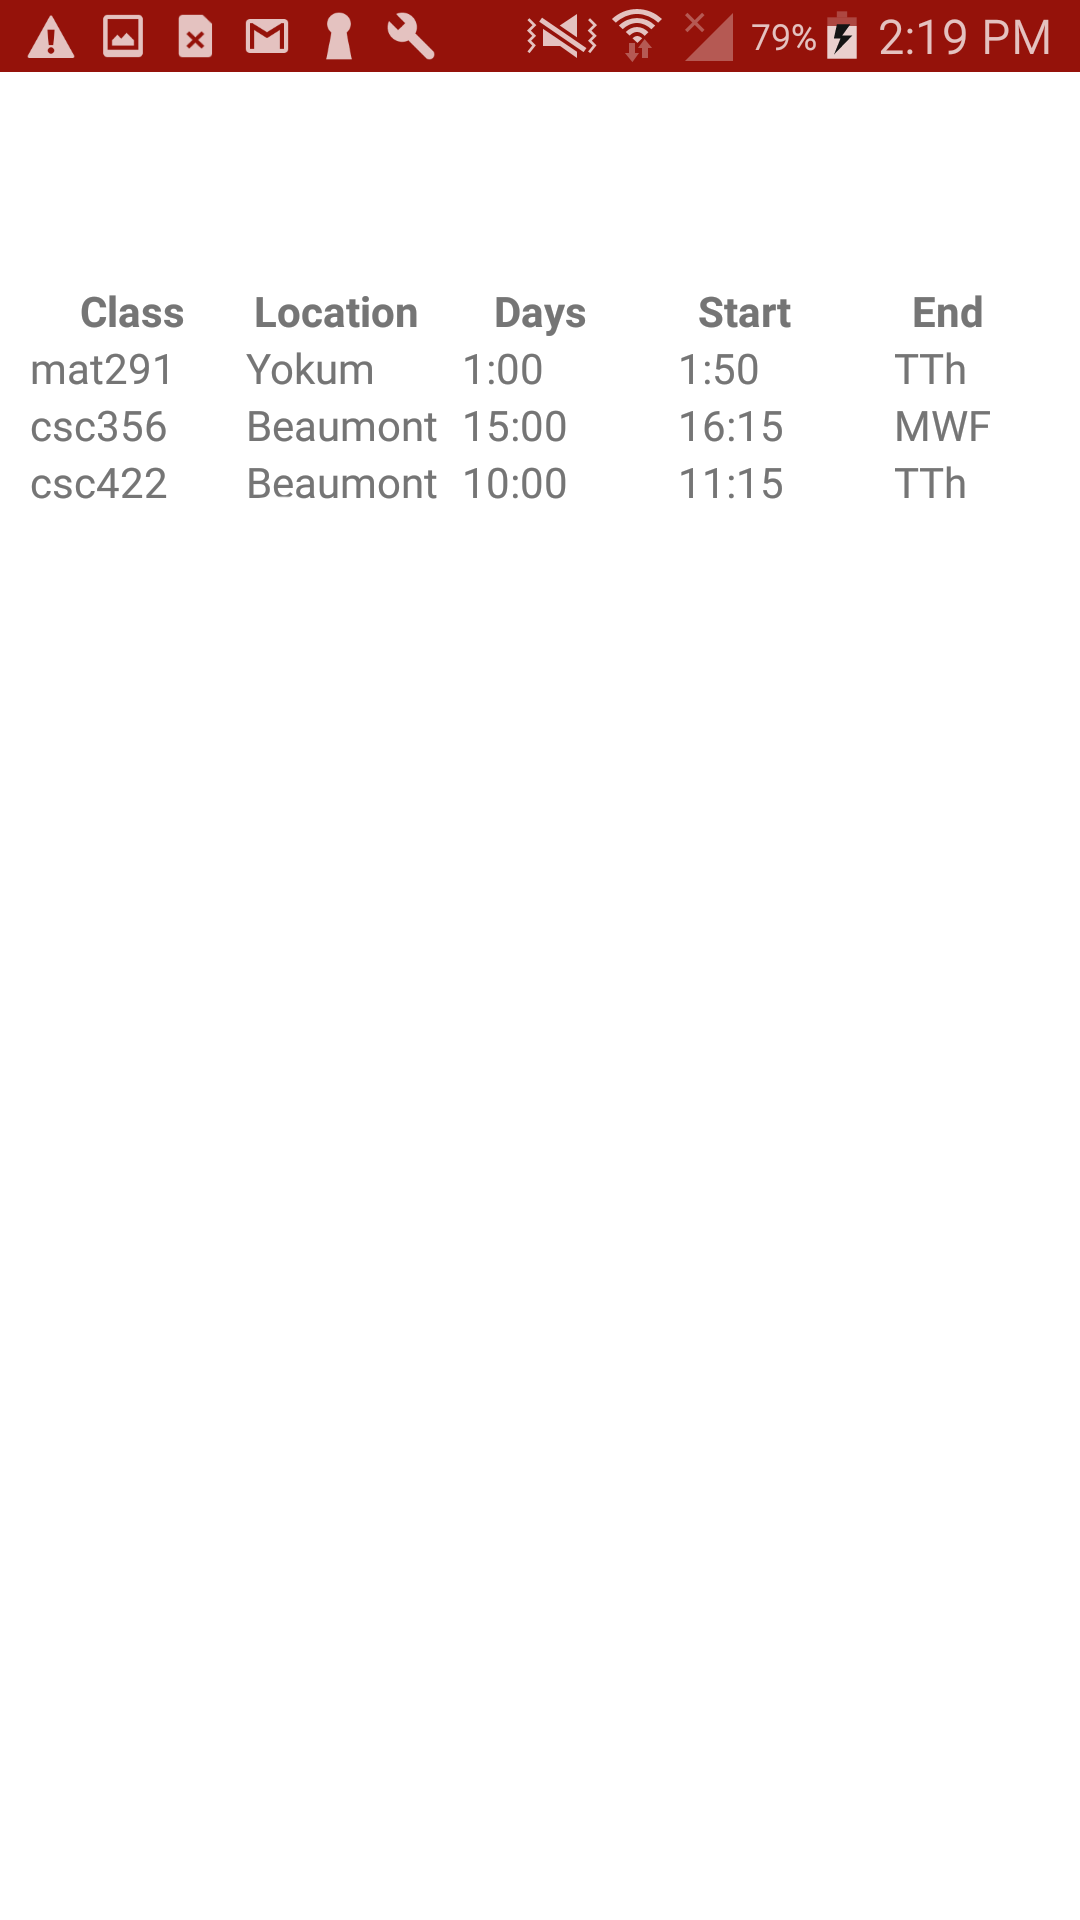 79% 2:19 PM
Class Location Days Start End
mat291 Yokum 1:00 1:50 TTh
csc356 Beaumont 15:00 16:15 MWF
csc422 Beaumont 10:00 11:15 TTh